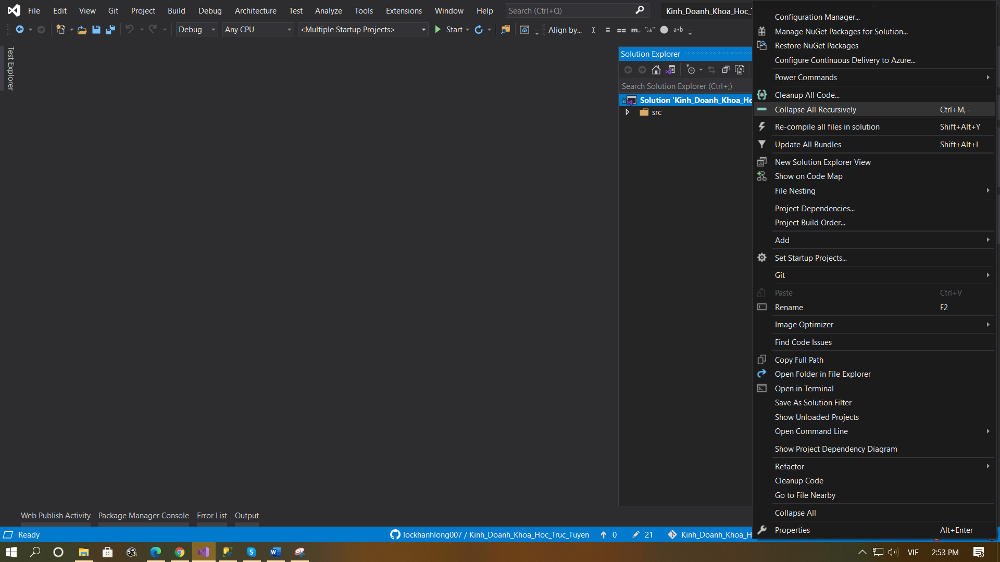 File Edit View Git Project Build Debug Architecture Test Analyze Tools Extensions Window Help Search (Ctrl+Q) Kinh_Doanh_Khoa_Hoc_T
Debug Any CPU <Multiple Startup Projects> Start Align by... = == m_ "ab" a+b
Test Explorer
Solution Explorer
Search Solution Explorer (Ctrl+;)
Solution 'Kinh_Doanh_Khoa_Ho
src
Configuration Manager...
Manage NuGet Packages for Solution...
Restore NuGet Packages
Configure Continuous Delivery to Azure...
Power Commands
Cleanup All Code...
Collapse All Recursively Ctrl+M, -
Re-compile all files in solution Shift+Alt+Y
Update All Bundles Shift+Alt+I
New Solution Explorer View
Show on Code Map
File Nesting
Project Dependencies...
Project Build Order...
Add
Set Startup Projects...
Git
Paste Ctrl+V
Rename F2
Image Optimizer
Find Code Issues
Copy Full Path
Open Folder in File Explorer
Open in Terminal
Save As Solution Filter
Show Unloaded Projects
Open Command Line
Show Project Dependency Diagram
Refactor
Cleanup Code
Go to File Nearby
Collapse All
Properties Alt+Enter
Web Publish Activity Package Manager Console Error List Output
Ready lockhanhlong007 / Kinh_Doanh_Khoa_Hoc_Truc_Tuyen 0 21 Kinh_Doanh_Khoa_H
VIE 2:53 PM